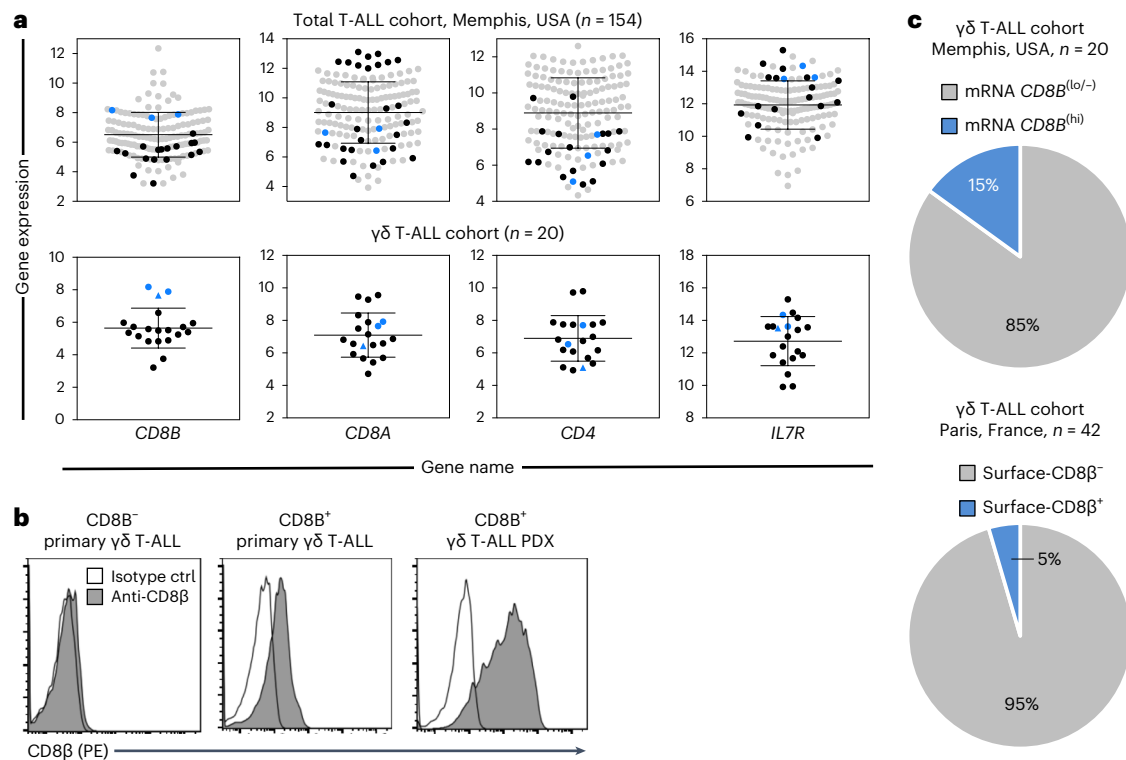 a
Total T-ALL cohort, Memphis, USA (n = 154)
Gene expression
12
10
8
6
4
2
14
12
10
8
6
4
12
10
8
6
4
16
14
12
10
8
6
γδ T-ALL cohort (n = 20)
10
8
6
4
2
0
12
10
8
6
4
2
12
10
8
6
4
2
18
16
14
12
10
8
CD8B
CD8A
CD4
IL7R
Gene name
b
CD8B⁻
primary γδ T-ALL
CD8B⁺
primary γδ T-ALL
CD8B⁺
γδ T-ALL PDX
Isotype ctrl
Anti-CD8β
CD8β (PE)
c
γδ T-ALL cohort
Memphis, USA, n = 20
mRNA CD8B⁽ˡᵒ/⁻⁾
mRNA CD8B⁽ʰⁱ⁾
15%
85%
γδ T-ALL cohort
Paris, France, n = 42
Surface-CD8β⁻
Surface-CD8β⁺
5%
95%